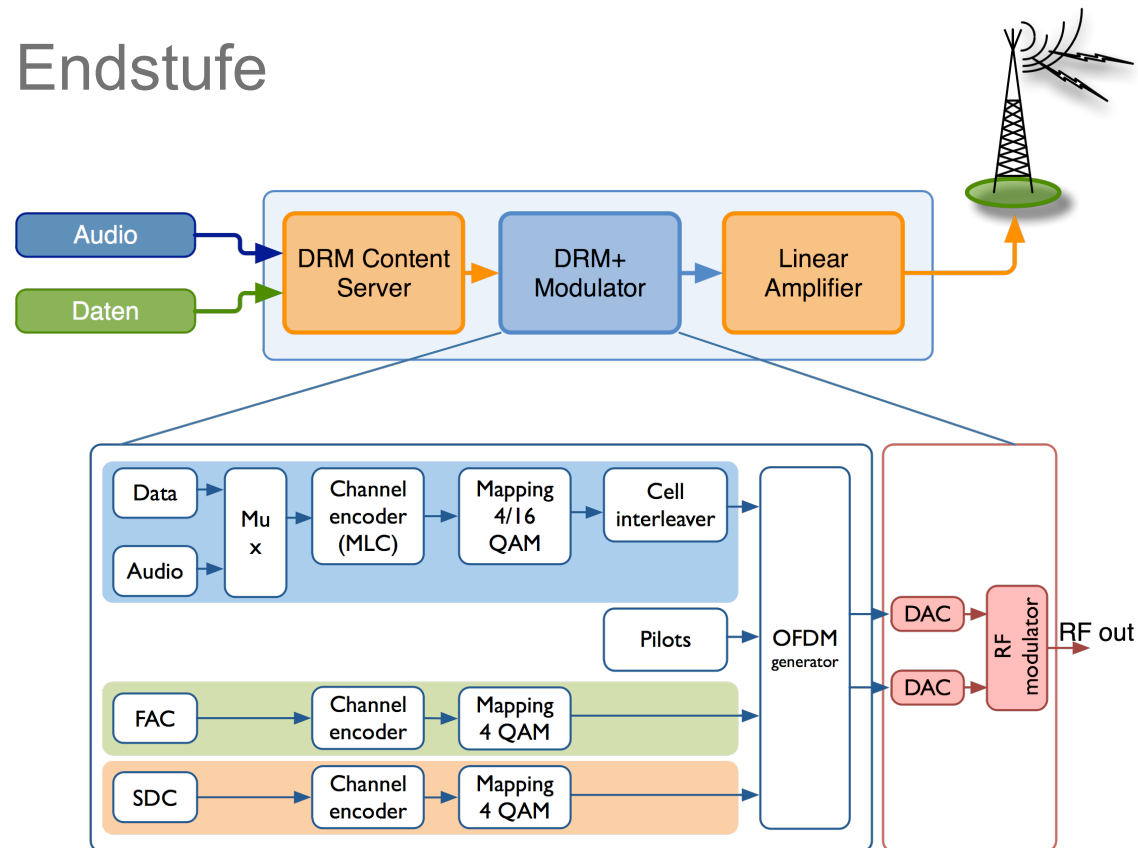 Endstufe
Audio
Daten
DRM Content
Server
DRM+
Modulator
Linear
Amplifier
Data
Audio
Mu
x
Channel
encoder
(MLC)
Mapping
4/16
QAM
Cell
interleaver
Pilots
OFDM
generator
FAC
Channel
encoder
Mapping
4 QAM
SDC
Channel
encoder
Mapping
4 QAM
DAC
DAC
RF
modulator
RF out